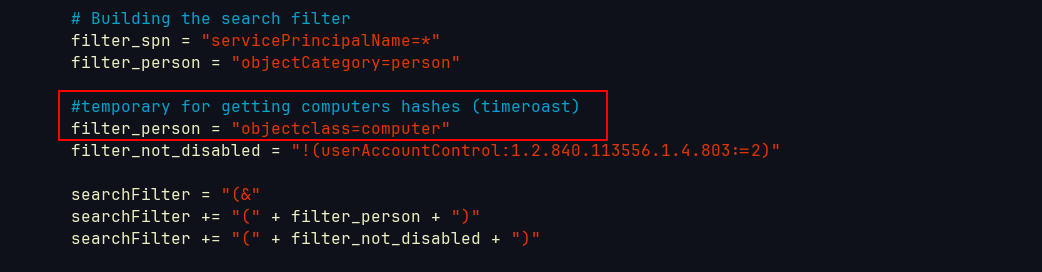 # Building the search filter
filter_spn = "servicePrincipalName=*"
filter_person = "objectCategory=person"
#temporary for getting computers hashes (timeroast)
filter_person = "objectclass=computer"
filter_not_disabled = "!(userAccountControl:1.2.840.113556.1.4.803:=2)"
searchFilter = "(&"
searchFilter += "(" + filter_person + ")"
searchFilter += "(" + filter_not_disabled + ")"